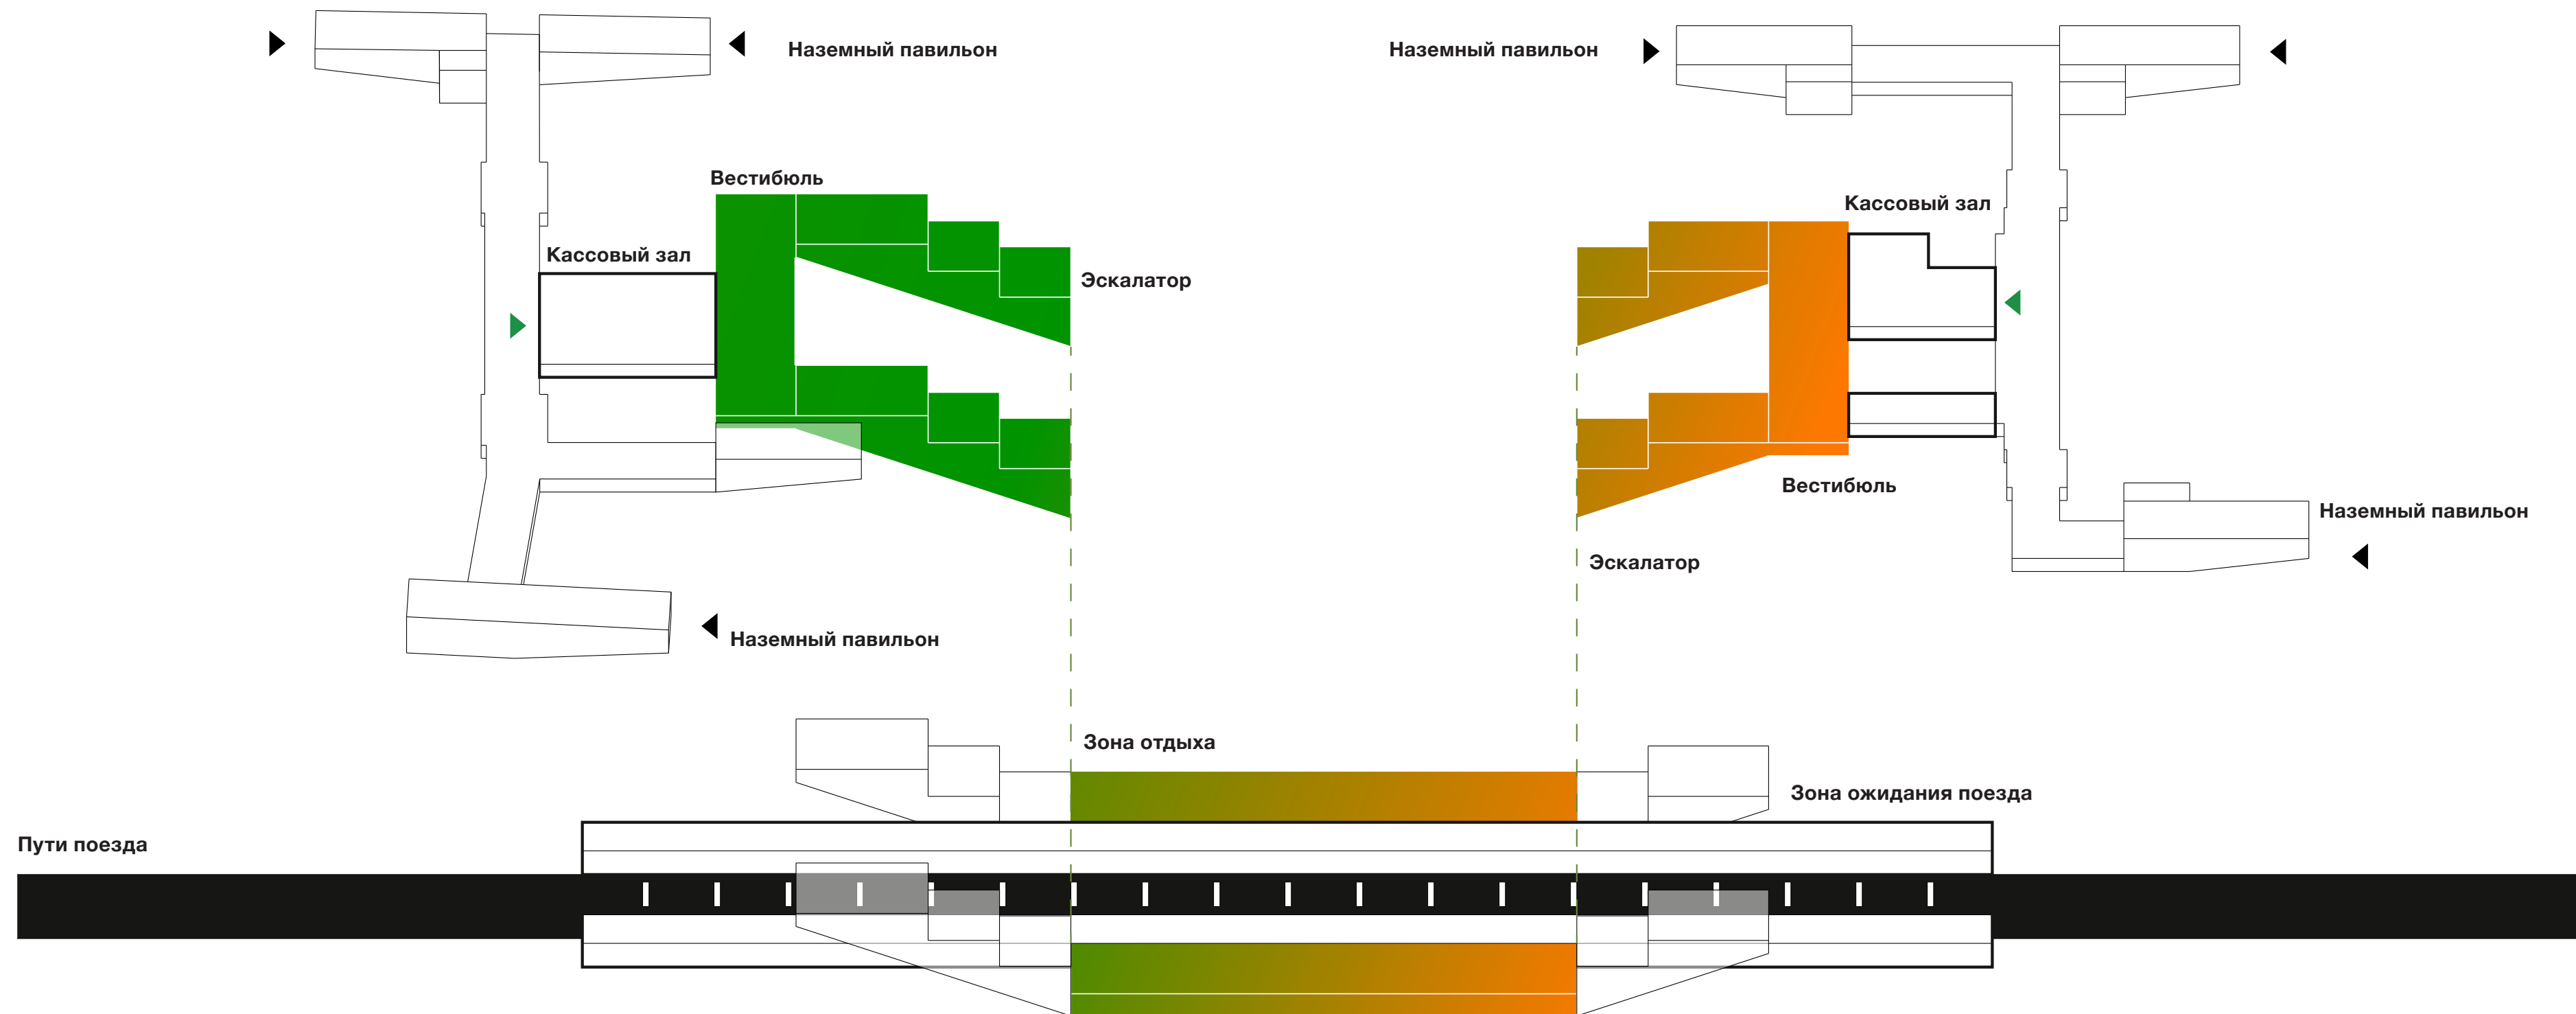 Наземный павильон
Наземный павильон
Вестибюль
Кассовый зал
Кассовый зал
Эскалатор
Вестибюль
Наземный павильон
Эскалатор
Наземный павильон
Зона отдыха
Зона ожидания поезда
Пути поезда